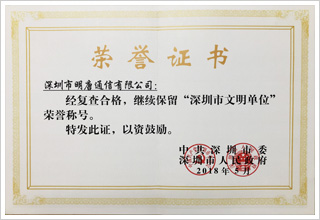 荣誉证书
深圳市明唐通信有限公司:
经复查合格，继续保留“深圳市文明单位”
荣誉称号。
特发此证，以资鼓励。
中共深圳市委
深圳市人民政府
2018年5月